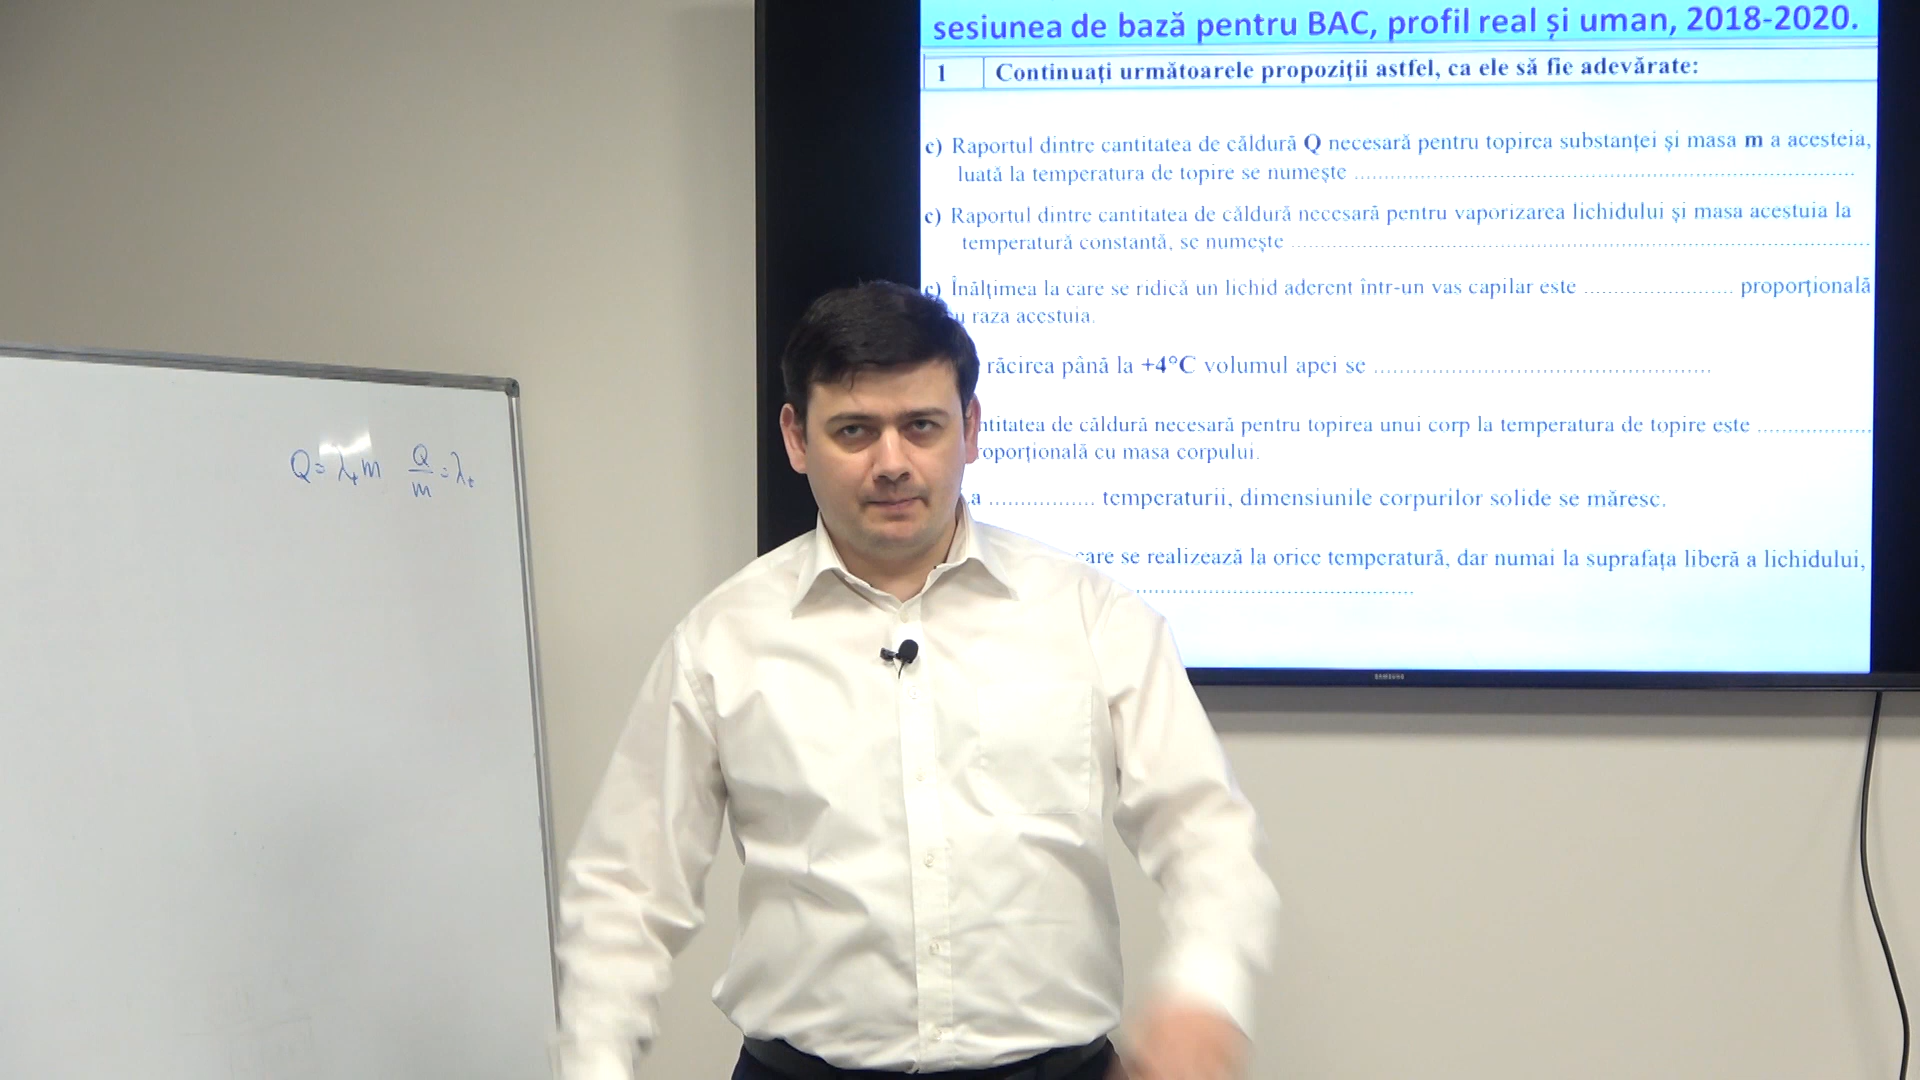 sesiunea de bază pentru BAC, profil real și uman, 2018-2020.
1 Continuați următoarele propoziții astfel, ca ele să fie adevărate:
c) Raportul dintre cantitatea de căldură Q necesară pentru topirea substanței și masa m a acesteia,
luată la temperatura de topire se numește ....................
c) Raportul dintre cantitatea de căldură necesară pentru vaporizarea lichidului și masa acestuia la
temperatură constantă, se numește ....................
c) Înălțimea la care se ridică un lichid aderent într-un vas capilar este .................... proporțională
raza acestuia.
răcirea până la +4°C volumul apei se ....................
de căldură necesară pentru topirea unui corp la temperatura de topire este ....................
cu masa corpului.
.................. temperaturii, dimensiunile corpurilor solide se măresc.
care se realizează la orice temperatură, dar numai la suprafața liberă a lichidului,
....................
SAMSUNG
Q = λt m Q/m = λt